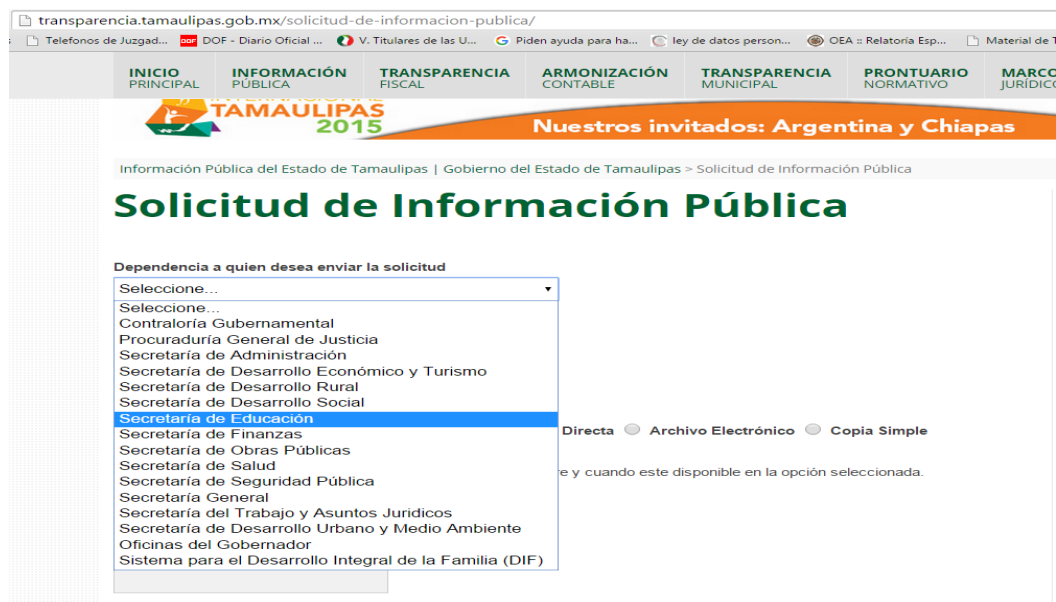 transparencia.tamaulipas.gob.mx/solicitud-de-informacion-publica/
Telefonos de Juzgad... DOF DOF - Diario Oficial ... V. Titulares de las U... G Piden ayuda para ha... ley de datos person... OEA :: Relatoría Esp... Material de T
INICIO INFORMACIÓN TRANSPARENCIA ARMONIZACIÓN TRANSPARENCIA PRONTUARIO MARCO
PRINCIPAL PÚBLICA FISCAL CONTABLE MUNICIPAL NORMATIVO JURÍDICO
TAMAULIPAS
2015
Nuestros invitados: Argentina y Chiapas
Información Pública del Estado de Tamaulipas | Gobierno del Estado de Tamaulipas > Solicitud de Información Pública
Solicitud de Información Pública
Dependencia a quien desea enviar la solicitud
Seleccione...
Seleccione...
Contraloría Gubernamental
Procuraduría General de Justicia
Secretaría de Administración
Secretaría de Desarrollo Económico y Turismo
Secretaría de Desarrollo Rural
Secretaría de Desarrollo Social
Secretaría de Educación
Secretaría de Finanzas
Directa Archivo Electrónico Copia Simple
Secretaría de Obras Públicas
Secretaría de Salud
y cuando este disponible en la opción seleccionada.
Secretaría de Seguridad Pública
Secretaría General
Secretaría del Trabajo y Asuntos Juridicos
Secretaría de Desarrollo Urbano y Medio Ambiente
Oficinas del Gobernador
Sistema para el Desarrollo Integral de la Familia (DIF)